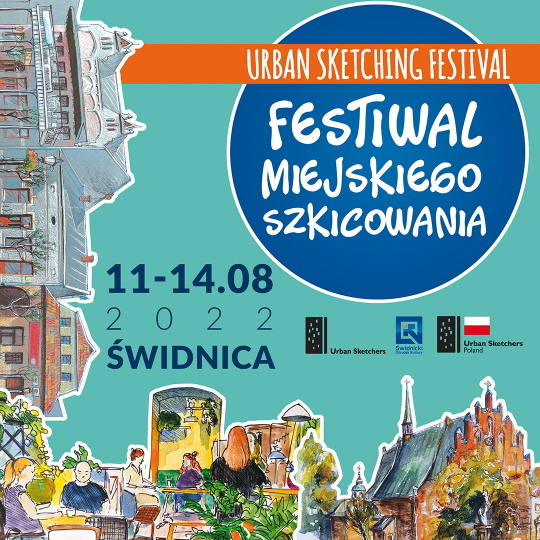 URBAN SKETCHING FESTIVAL
FESTIWAL
MIEJSKIEGO
SZKICOWANIA
11-14.08
2022
ŚWIDNICA
Urban Sketchers
Świdnicki
Ośrodek Kultury
Urban Sketchers
Poland